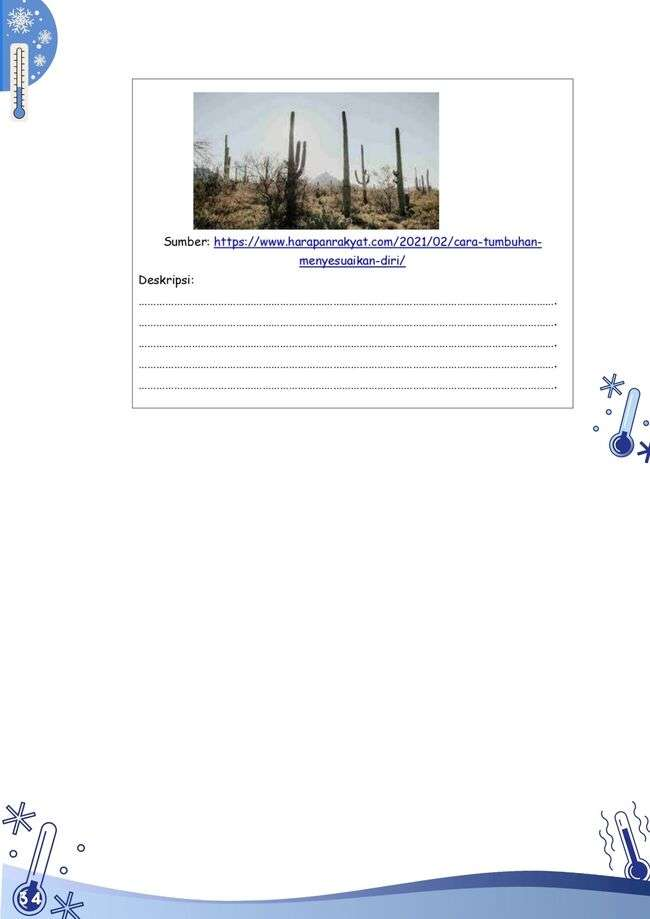 Sumber: https://www.harapanrakyat.com/2021/02/cara-tumbuhan-
menyesuaikan-diri/
Deskripsi:
....................................................................................................................................................
....................................................................................................................................................
....................................................................................................................................................
....................................................................................................................................................
....................................................................................................................................................
34